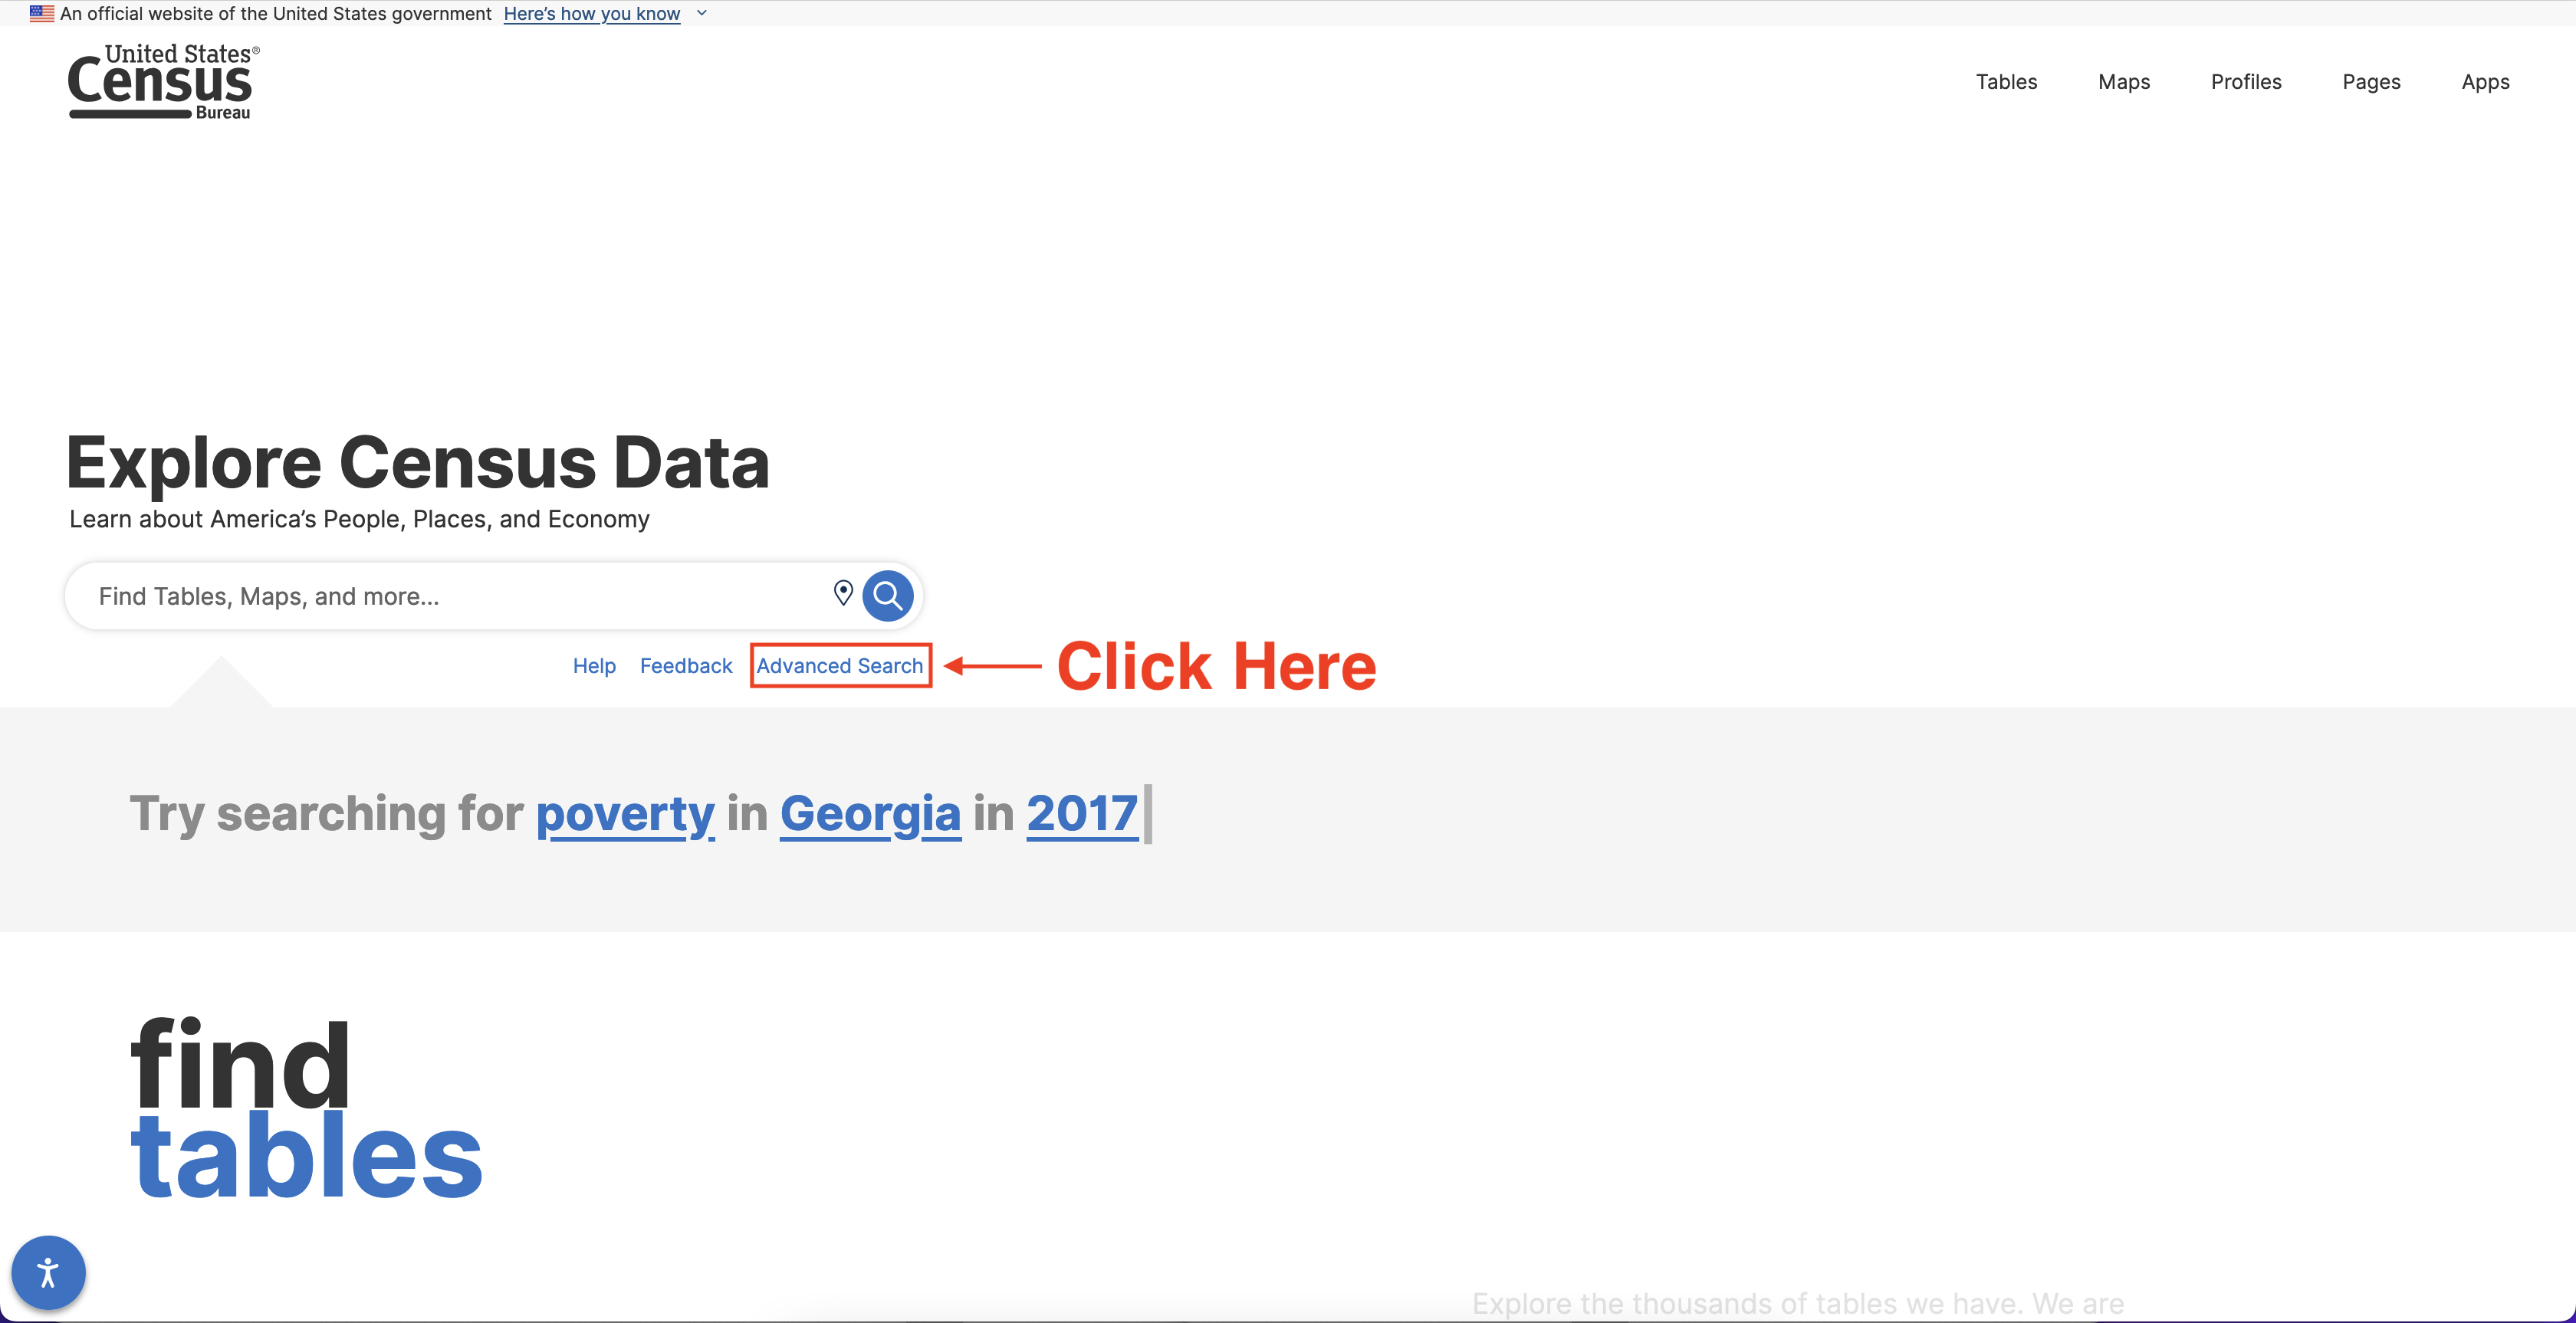 An official website of the United States government Here’s how you know
United States®
Census
Bureau
Tables Maps Profiles Pages Apps
Explore Census Data
Learn about America’s People, Places, and Economy
Find Tables, Maps, and more...
Help Feedback Advanced Search Click Here
Try searching for poverty in Georgia in 2017
find
tables
Explore the thousands of tables we have. We are